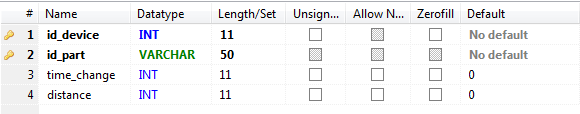 # Name Datatype Length/Set Unsign... Allow N... Zerofill Default
1 id_device INT 11 No default
2 id_part VARCHAR 50 No default
3 time_change INT 11 0
4 distance INT 11 0